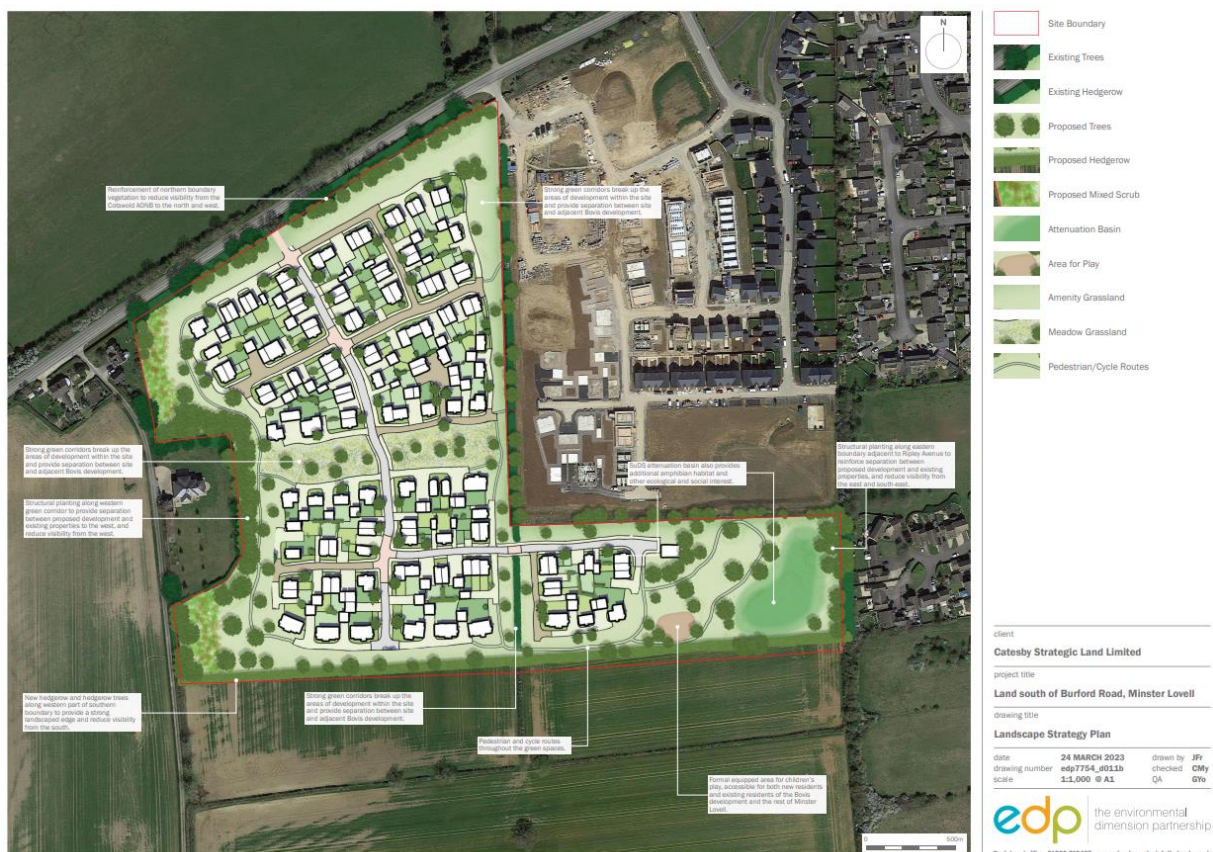 N
Reinforcement of northern boundary
vegetation to reduce visibility from the
Cotswold AONB to the north and west.
Strong green corridors break up the
areas of development within the site
and provide separation between site
and adjacent Bovis development.
Strong green corridors break up the
areas of development within the site
and provide separation between site
and adjacent Bovis development.
Structural planting along western
green corridor to provide separation
between proposed development and
existing properties to the west, and
reduce visibility from the west.
SuDS attenuation basin also provides
additional amphibian habitat and
other ecological and social interest.
Structural planting along eastern
boundary adjacent to Ripley Avenue to
reinforce separation between
proposed development and existing
properties, and reduce visibility from
the east and south east.
New hedgerow and hedgerow trees
along western part of southern
boundary to provide a strong
landscaped edge and reduce visibility
from the south.
Strong green corridors break up the
areas of development within the site
and provide separation between site
and adjacent Bovis development.
Pedestrian and cycle routes
throughout the green spaces.
Formal equipped area for children's
play, accessible for both new residents
and existing residents of the Bovis
development and the rest of Minster
Lovell.
0 500m
Site Boundary
Existing Trees
Existing Hedgerow
Proposed Trees
Proposed Hedgerow
Proposed Mixed Scrub
Attenuation Basin
Area for Play
Amenity Grassland
Meadow Grassland
Pedestrian/Cycle Routes
client
Catesby Strategic Land Limited
project title
Land south of Burford Road, Minster Lovell
drawing title
Landscape Strategy Plan
date 24 MARCH 2023 drawn by JFr
drawing number edp7754_d011b checked CMy
scale 1:1,000 @ A1 QA GYo
edp the environmental
dimension partnership